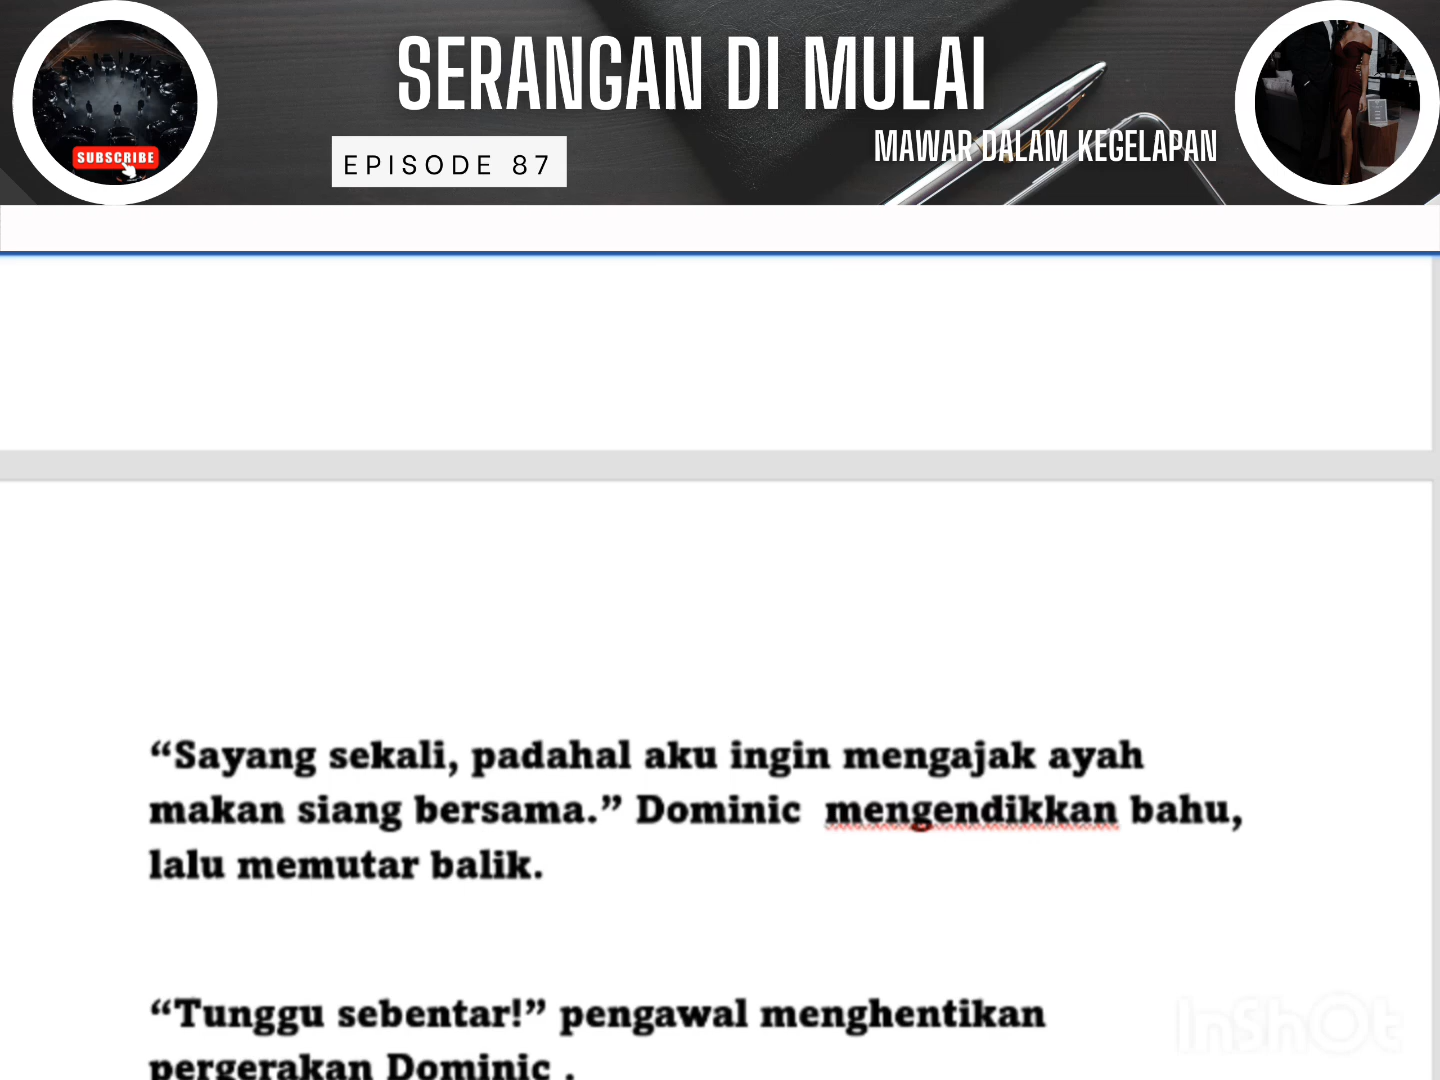 SERANGAN DI MULAI
MAWAR DALAM KEGELAPAN
EPISODE 87
SUBSCRIBE
“Sayang sekali, padahal aku ingin mengajak ayah
makan siang bersama.” Dominic mengendikkan bahu,
lalu memutar balik.
“Tunggu sebentar!” pengawal menghentikan
pergerakan Dominic .
InShOt